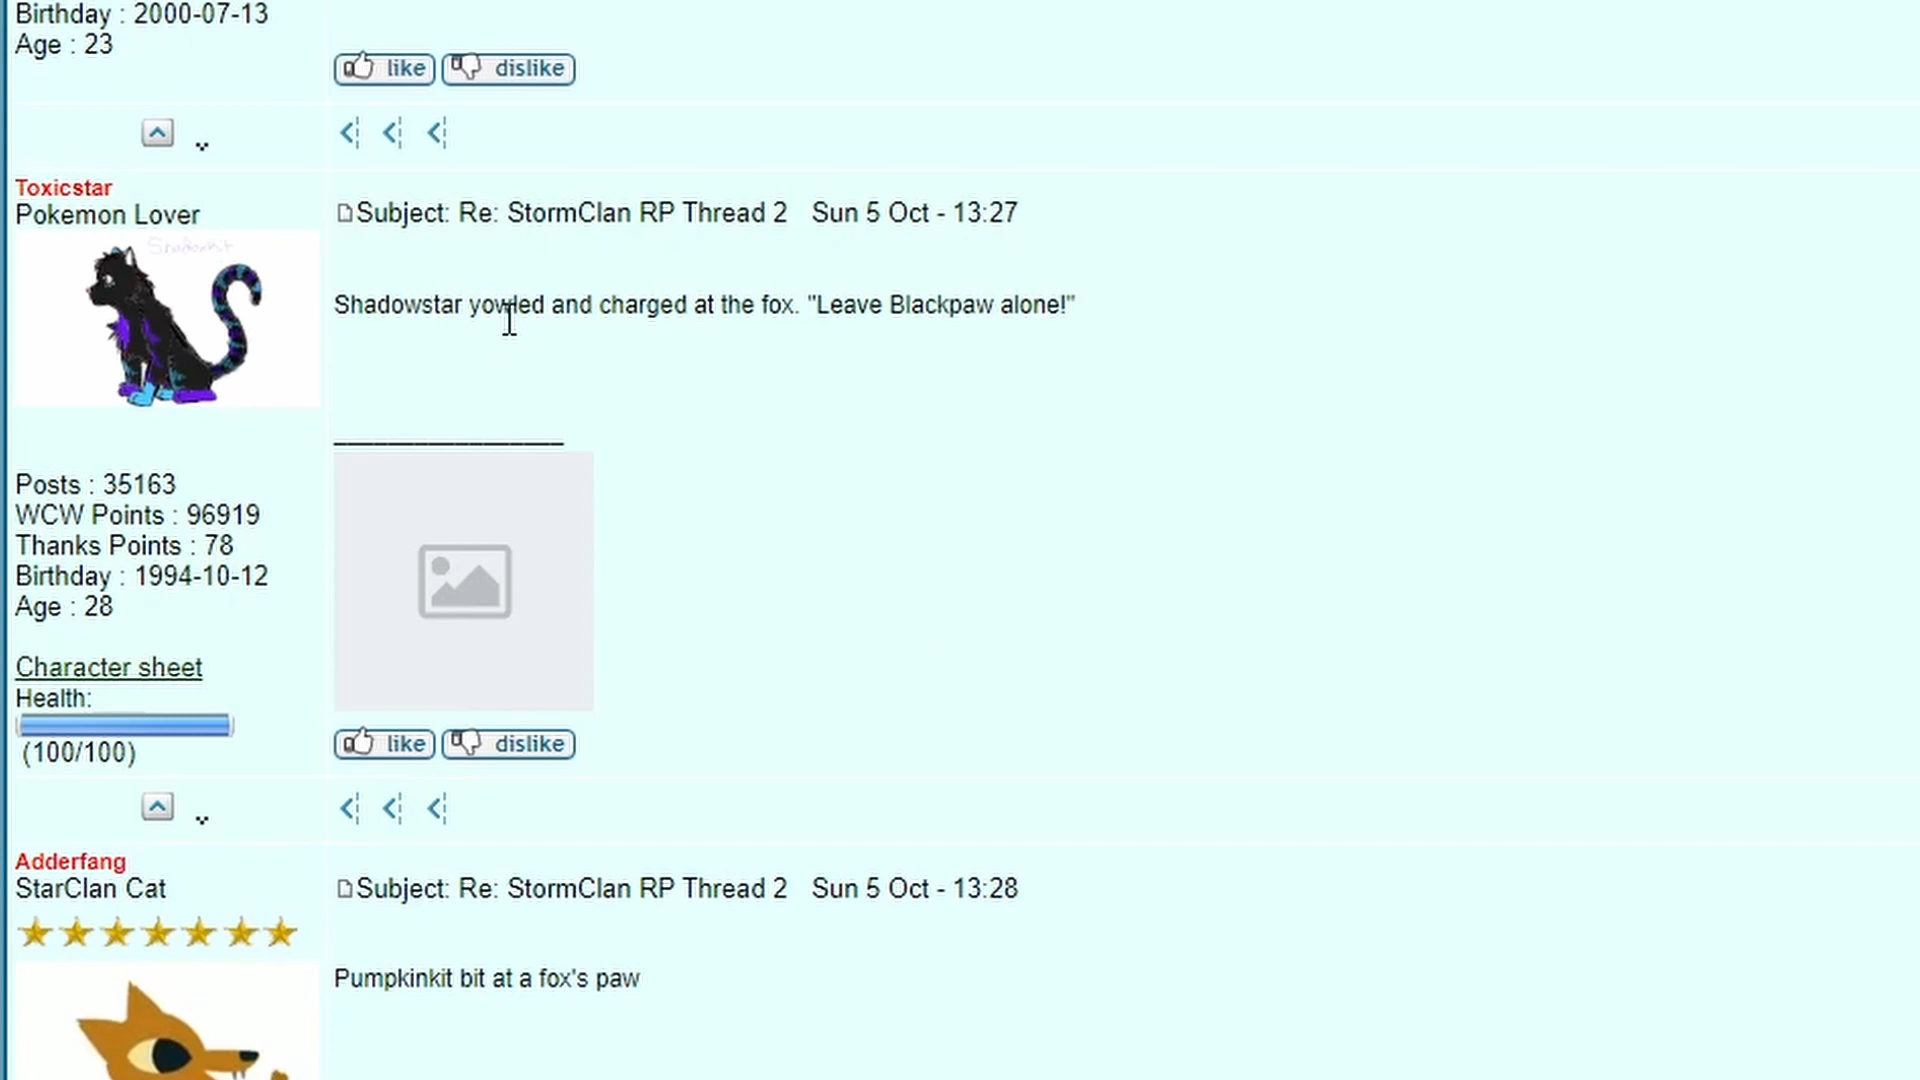 Birthday : 2000-07-13
Age : 23
like dislike
Toxicstar
Pokemon Lover
Shadowkit
Subject: Re: StormClan RP Thread 2 Sun 5 Oct - 13:27
Shadowstar yowled and charged at the fox. "Leave Blackpaw alone!"
Posts : 35163
WCW Points : 96919
Thanks Points : 78
Birthday : 1994-10-12
Age : 28
Character sheet
Health:
(100/100)
like dislike
Adderfang
StarClan Cat
Subject: Re: StormClan RP Thread 2 Sun 5 Oct - 13:28
Pumpkinkit bit at a fox's paw